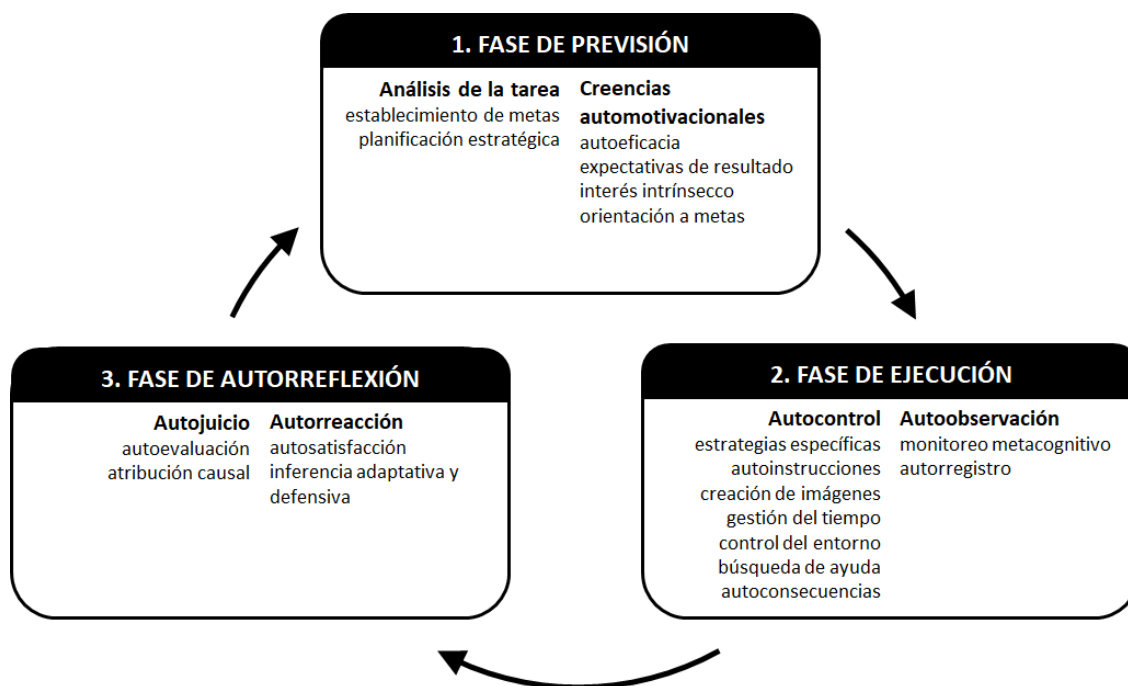 1. FASE DE PREVISIÓN
Análisis de la tarea
establecimiento de metas
planificación estratégica
Creencias
automotivacionales
autoeficacia
expectativas de resultado
interés intrínsecco
orientación a metas
2. FASE DE EJECUCIÓN
Autocontrol
estrategias específicas
autoinstrucciones
creación de imágenes
gestión del tiempo
control del entorno
búsqueda de ayuda
autoconsecuencias
Autoobservación
monitoreo metacognitivo
autorregistro
3. FASE DE AUTORREFLEXIÓN
Autojuicio
autoevaluación
atribución causal
Autorreacción
autosatisfacción
inferencia adaptativa y
defensiva